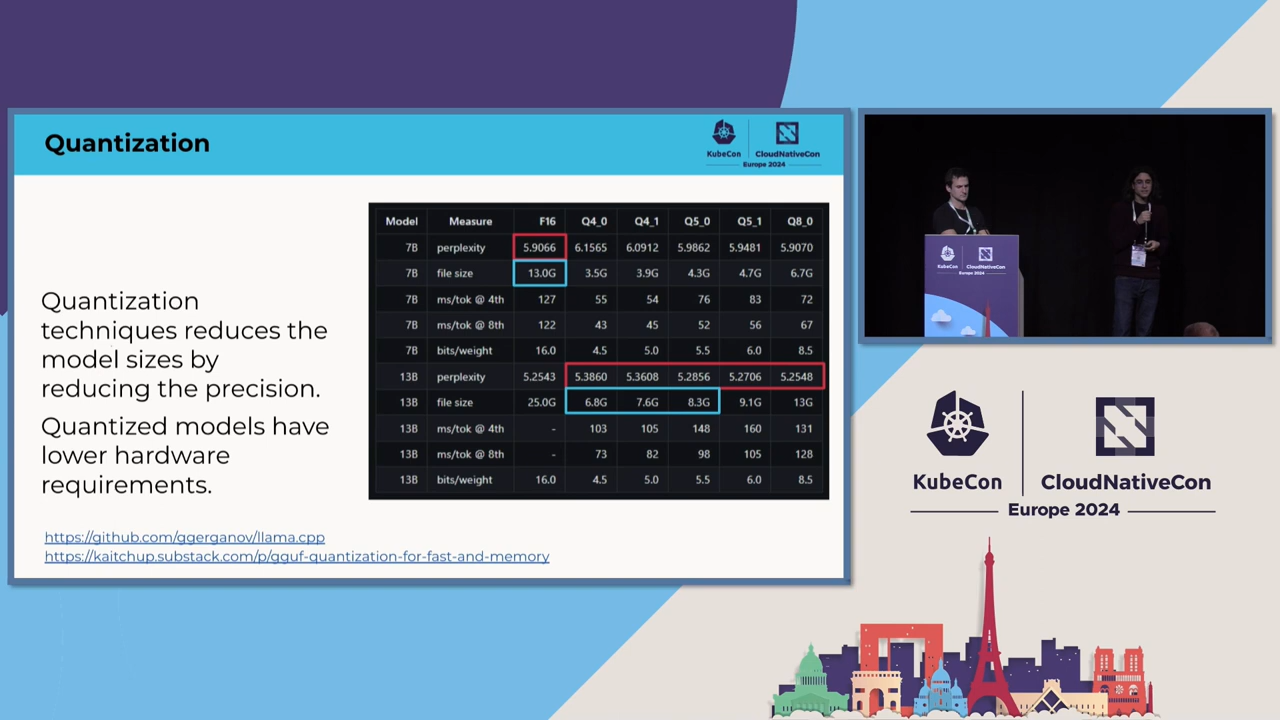 Quantization
KubeCon
CloudNativeCon
Europe 2024
Model Measure F16 Q4_0 Q4_1 Q5_0 Q5_1 Q8_0
7B perplexity 5.9066 6.1565 6.0912 5.9862 5.9481 5.9070
7B file size 13.0G 3.5G 3.9G 4.3G 4.7G 6.7G
7B ms/tok @ 4th 127 55 54 76 83 72
7B ms/tok @ 8th 122 43 45 52 56 67
7B bits/weight 16.0 4.5 5.0 5.5 6.0 8.5
13B perplexity 5.2543 5.3860 5.3608 5.2856 5.2706 5.2548
13B file size 25.0G 6.8G 7.6G 8.3G 9.1G 13G
13B ms/tok @ 4th - 103 105 148 160 131
13B ms/tok @ 8th - 73 82 98 105 128
13B bits/weight 16.0 4.5 5.0 5.5 6.0 8.5
Quantization
techniques reduces the
model sizes by
reducing the precision.
Quantized models have
lower hardware
requirements.
https://github.com/ggerganov/llama.cpp
https://kaitchup.substack.com/p/gguf-quantization-for-fast-and-memory
KubeCon
CloudNativeCon
Europe 2024
KubeCon
CloudNativeCon
Europe 2024